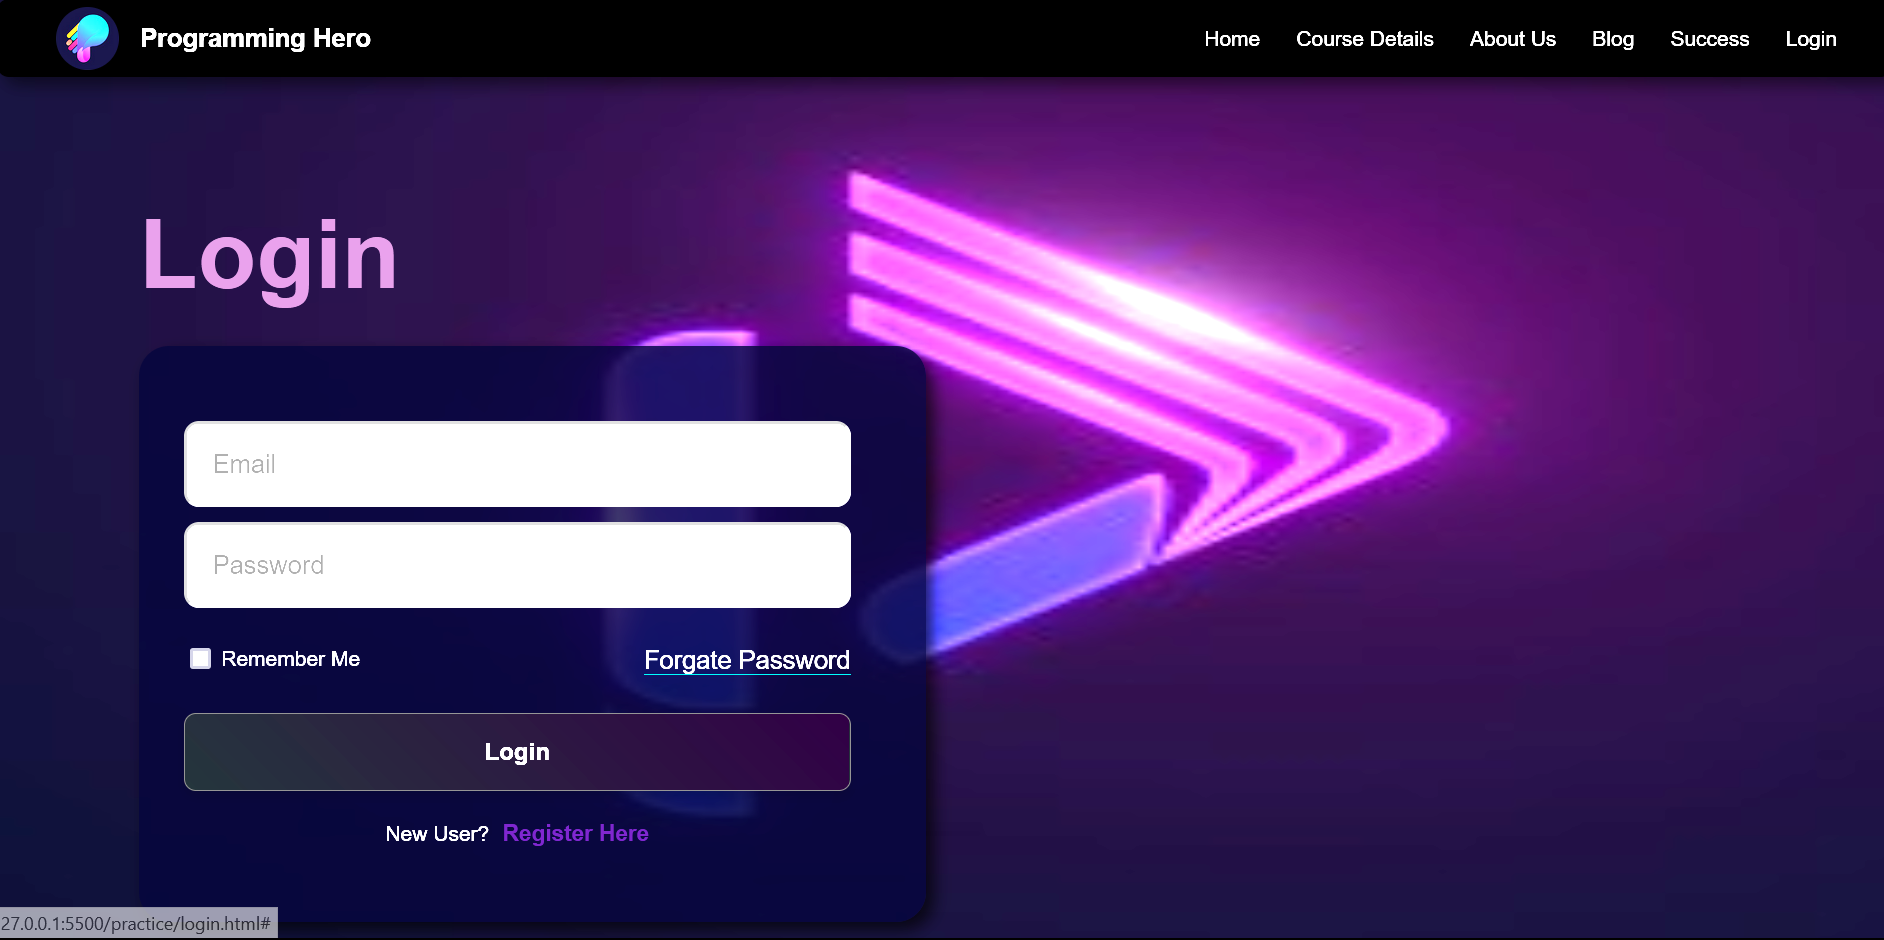 Programming Hero
Home Course Details About Us Blog Success Login
Login
Email
Password
Remember Me
Forgate Password
Login
New User? Register Here
27.0.0.1:5500/practice/login.html#